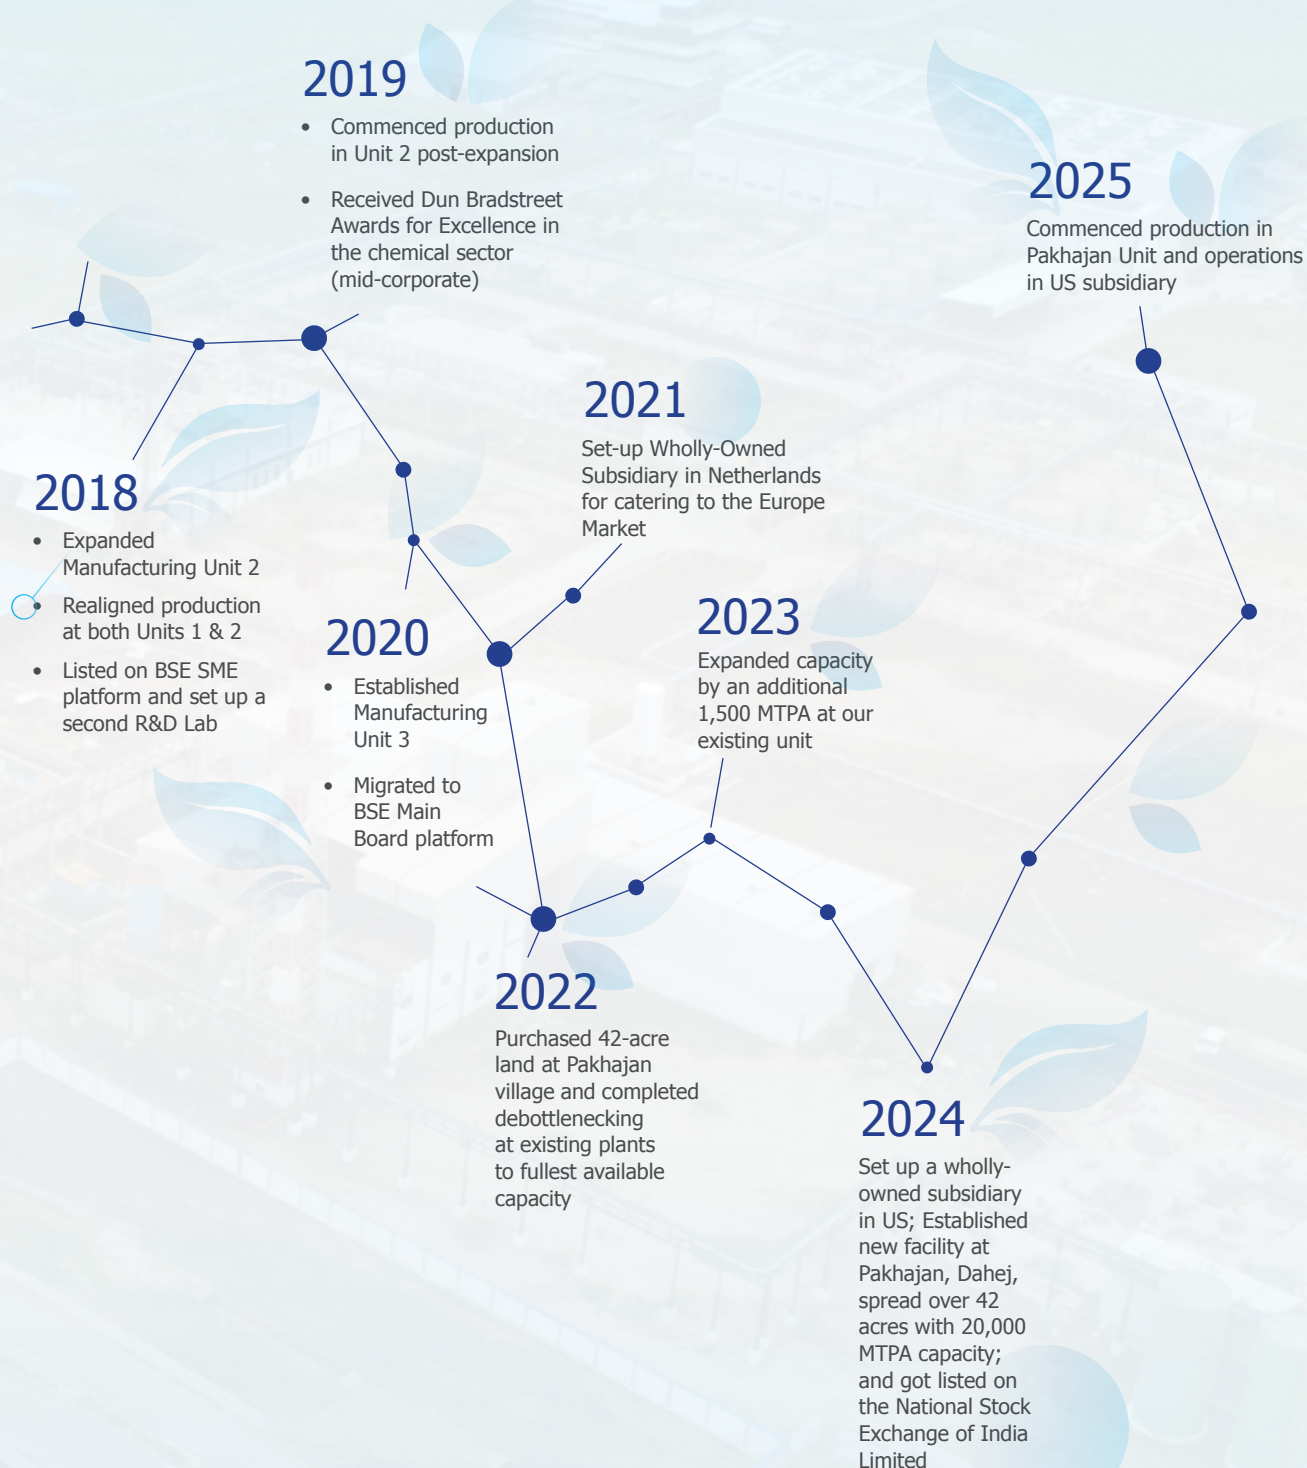 2019
• Commenced production
in Unit 2 post-expansion
• Received Dun Bradstreet
Awards for Excellence in
the chemical sector
(mid-corporate)
2025
Commenced production in
Pakhajan Unit and operations
in US subsidiary
2021
Set-up Wholly-Owned
Subsidiary in Netherlands
for catering to the Europe
Market
2018
• Expanded
Manufacturing Unit 2
• Realigned production
at both Units 1 & 2
• Listed on BSE SME
platform and set up a
second R&D Lab
2020
• Established
Manufacturing
Unit 3
• Migrated to
BSE Main
Board platform
2023
Expanded capacity
by an additional
1,500 MTPA at our
existing unit
2022
Purchased 42-acre
land at Pakhajan
village and completed
debottlenecking
at existing plants
to fullest available
capacity
2024
Set up a wholly-
owned subsidiary
in US; Established
new facility at
Pakhajan, Dahej,
spread over 42
acres with 20,000
MTPA capacity;
and got listed on
the National Stock
Exchange of India
Limited